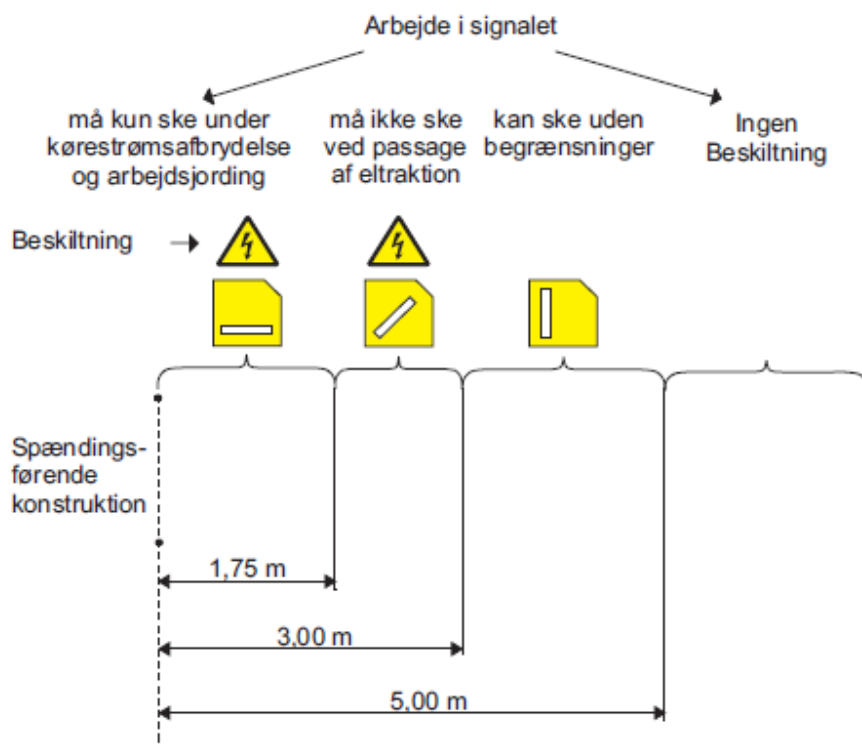 Arbejde i signalet
må kun ske under
kørestrømsafbrydelse
og arbejdsjording
må ikke ske
ved passage
af eltraktion
kan ske uden
begrænsninger
Ingen
Beskiltning
Beskiltning
Spændings-
førende
konstruktion
1,75 m
3,00 m
5,00 m